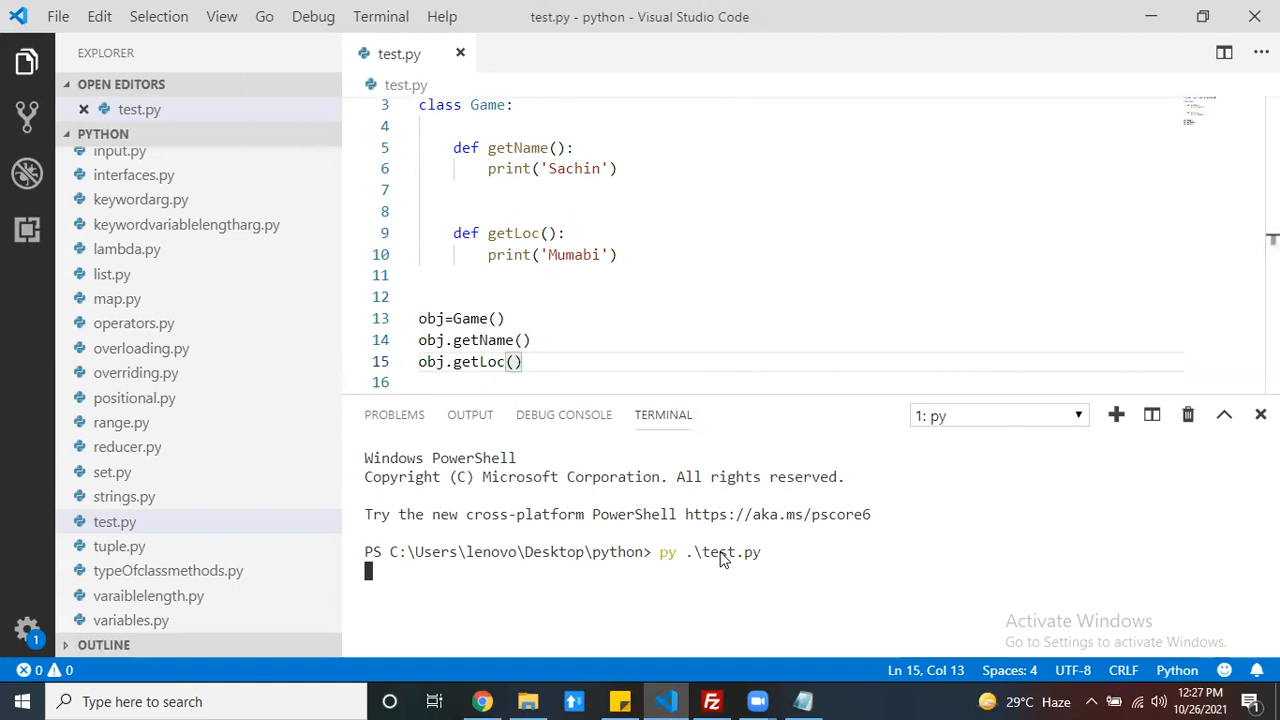 File Edit Selection View Go Debug Terminal Help test.py - python - Visual Studio Code
EXPLORER
OPEN EDITORS
test.py
PYTHON
input.py
interfaces.py
keywordarg.py
keywordvariablelengtharg.py
lambda.py
list.py
map.py
operators.py
overloading.py
overriding.py
positional.py
range.py
reducer.py
set.py
strings.py
test.py
tuple.py
typeOfclassmethods.py
varaiblelength.py
variables.py
OUTLINE
test.py
test.py
3 class Game:
4
5 def getName():
6 print('Sachin')
7
8
9 def getLoc():
10 print('Mumabi')
11
12
13 obj=Game()
14 obj.getName()
15 obj.getLoc()
16
PROBLEMS OUTPUT DEBUG CONSOLE TERMINAL 1: py
Windows PowerShell
Copyright (C) Microsoft Corporation. All rights reserved.
Try the new cross-platform PowerShell https://aka.ms/pscore6
PS C:\Users\lenovo\Desktop\python> py .\test.py
Activate Windows
Go to Settings to activate Windows.
1
0 0 Ln 15, Col 13 Spaces: 4 UTF-8 CRLF Python
Type here to search 29°C Haze 12:27 PM
10/26/2021 1